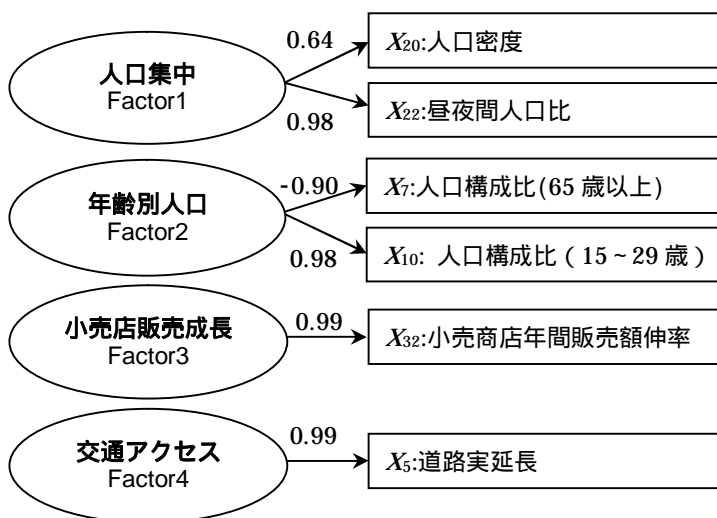 0.64
X20:人口密度
人口集中
Factor1
X22:昼夜間人口比
0.98
-0.90
X7:人口構成比(65 歳以上)
年齢別人口
Factor2
0.98
X10: 人口構成比（15～29 歳）
小売店販売成長
Factor3
0.99
X32:小売商店年間販売額伸率
交通アクセス
Factor4
0.99
X5:道路実延長